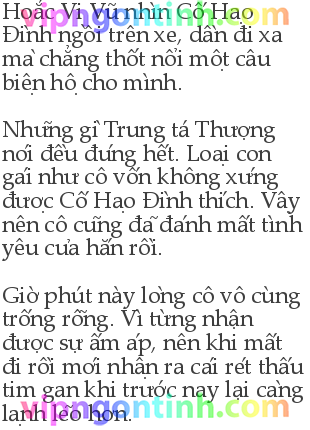 Hoắc Vi Vũ nhìn Cố Hạo
vipngontinh.com
Đình ngồi trên xe, dần đi xa
mà chẳng thốt nổi một câu
biện hộ cho mình.
Những gì Trung tá Thượng
nói đều đúng hết. Loại con
gái như cô vốn không xứng
được Cố Hạo Đình thích. Vậy
nên cô cũng đã đánh mất tình
yêu của hắn rồi.
Giờ phút này lòng cô vô cùng
trống rỗng. Vì từng nhận
được sự ấm áp, nên khi mất
đi rồi mới nhận ra cái rét thấu
tim gan khi trước nay lại càng
vipngontinh.com
lạnh lẽo hơn.